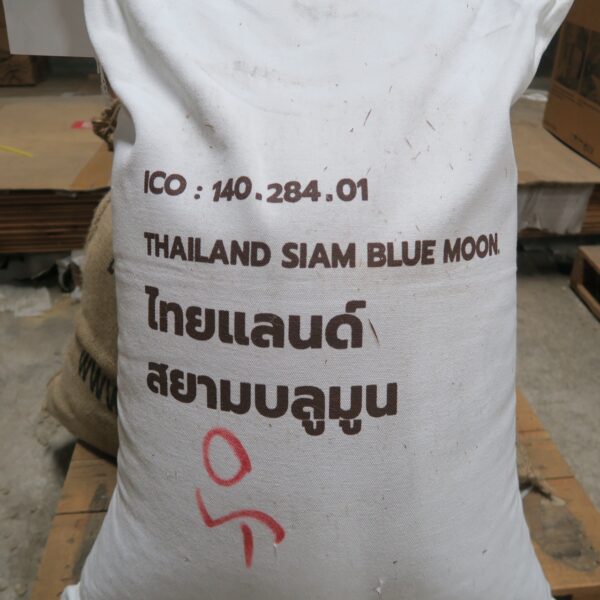 ICO : 140.284.01
THAILAND SIAM BLUE MOON.
ไทยแลนด์
สยามบลูมูน